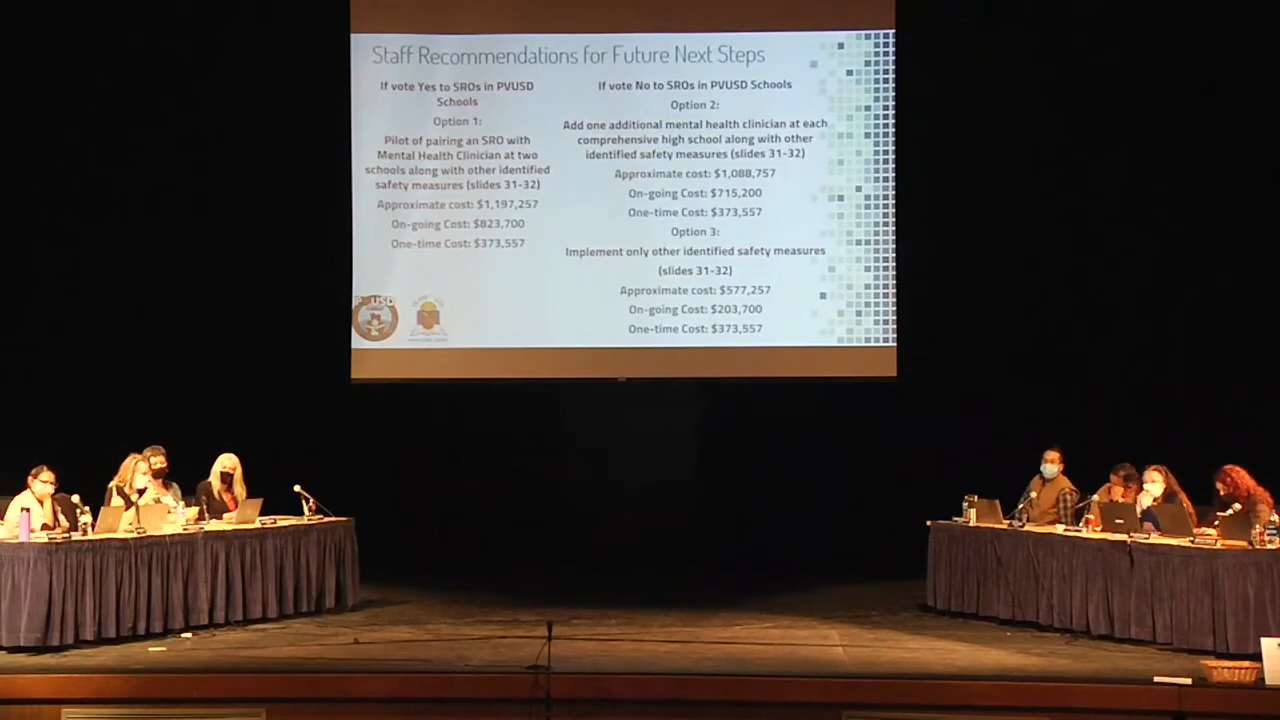 Staff Recommendations for Future Next Steps
If vote Yes to SROs in PVUSD
Schools
Option 1:
Pilot of pairing an SRO with
Mental Health Clinician at two
schools along with other identified
safety measures (slides 31-32)
Approximate cost: $1,197,257
On-going Cost: $823,700
One-time Cost: $373,557
If vote No to SROs in PVUSD Schools
Option 2:
Add one additional mental health clinician at each
comprehensive high school along with other
identified safety measures (slides 31-32)
Approximate cost: $1,088,757
On-going Cost: $715,200
One-time Cost: $373,557
Option 3:
Implement only other identified safety measures
(slides 31-32)
Approximate cost: $577,257
On-going Cost: $203,700
One-time Cost: $373,557